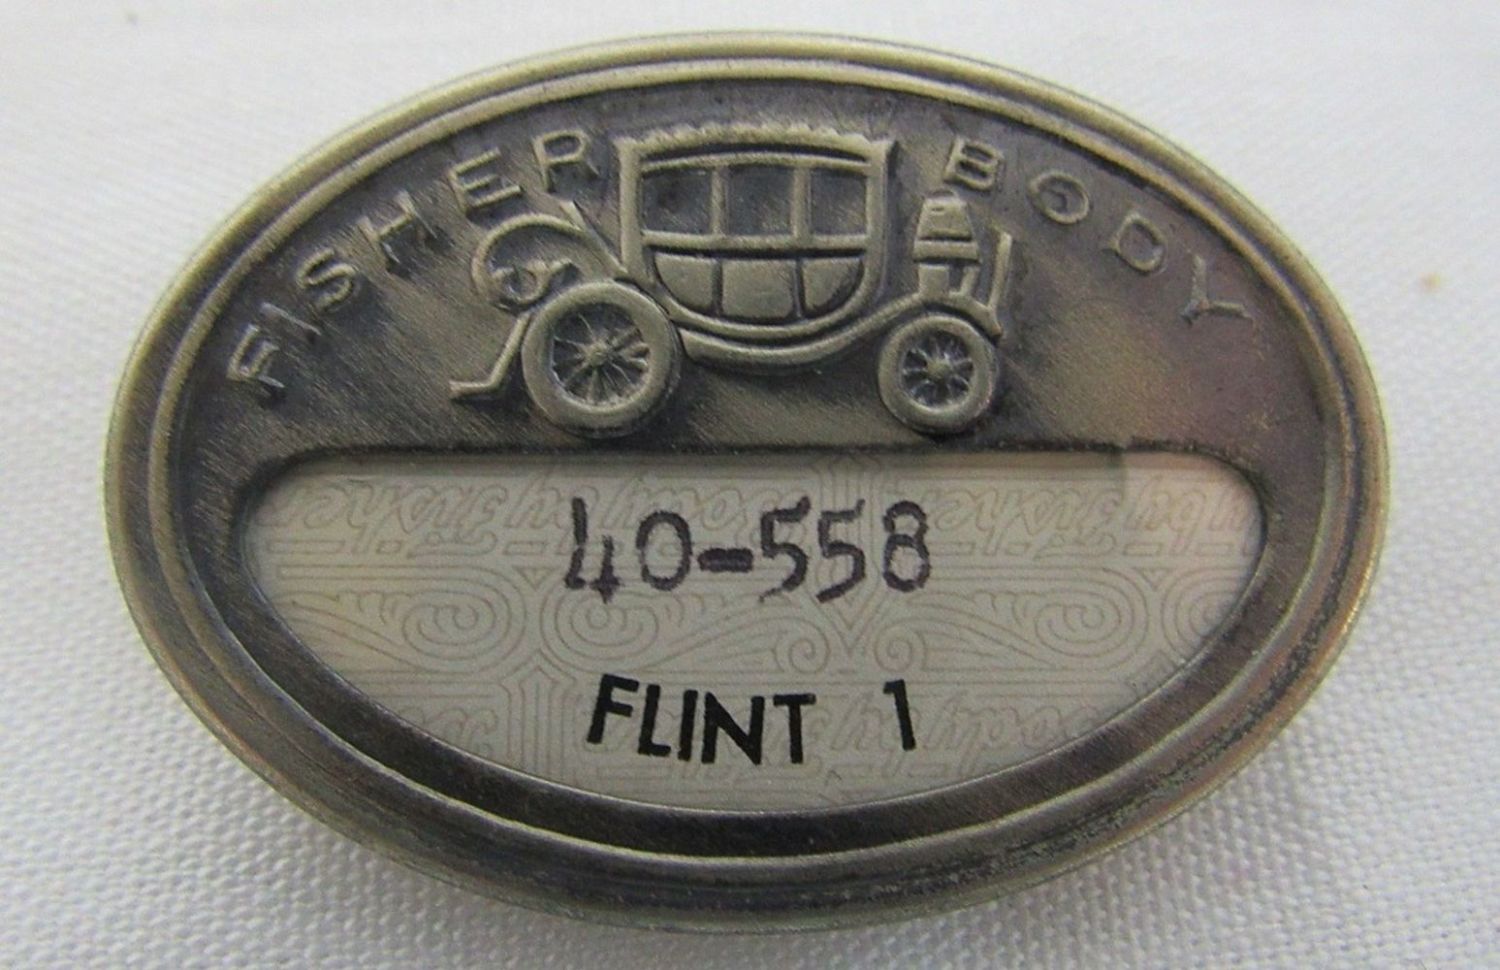 FISHER BODY
40-558
FLINT 1